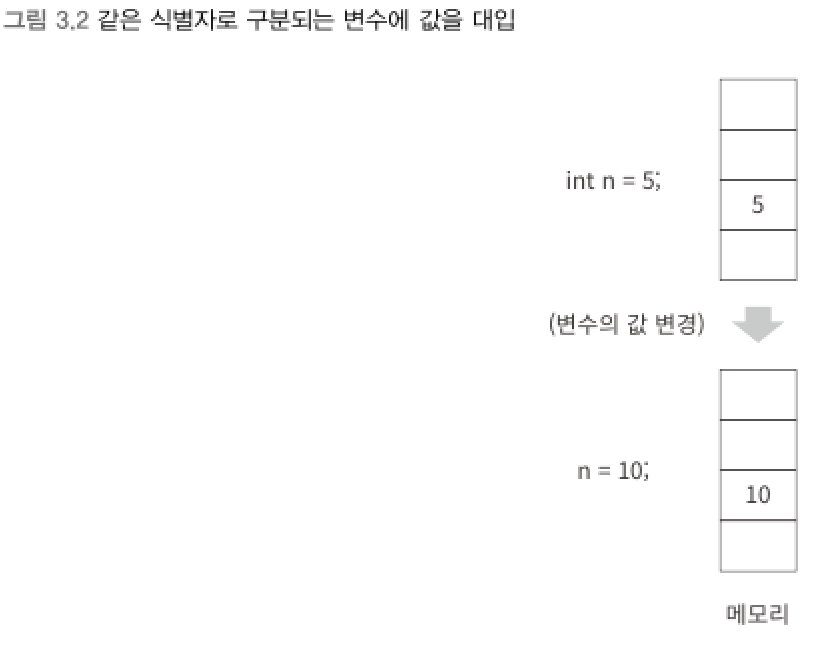 그림 3.2 같은 식별자로 구분되는 변수에 값을 대입
int n = 5;
5
(변수의 값 변경)
n = 10;
10
메모리